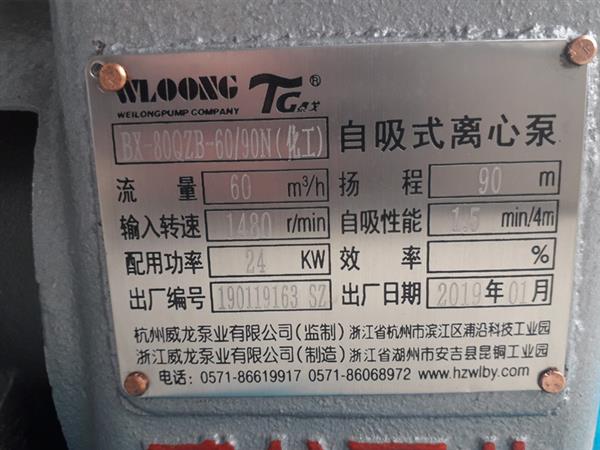 WLOONG TG®
WEILONGPUMP COMPANY
BX-80QZB-60/90N(化工) 自吸式离心泵
流量 60 m³/h 扬程 90 m
输入转速 1480 r/min 自吸性能 1.5 min/4m
配用功率 24 KW 效率 %
出厂编号 190119163 SZ 出厂日期 2019年01月
杭州威龙泵业有限公司(监制) 浙江省杭州市滨江区浦沿科技工业园
浙江威龙泵业有限公司(制造) 浙江省湖州市安吉县昆铜工业园
电话: 0571-86619917 0571-86068972 www.hzwlby.com